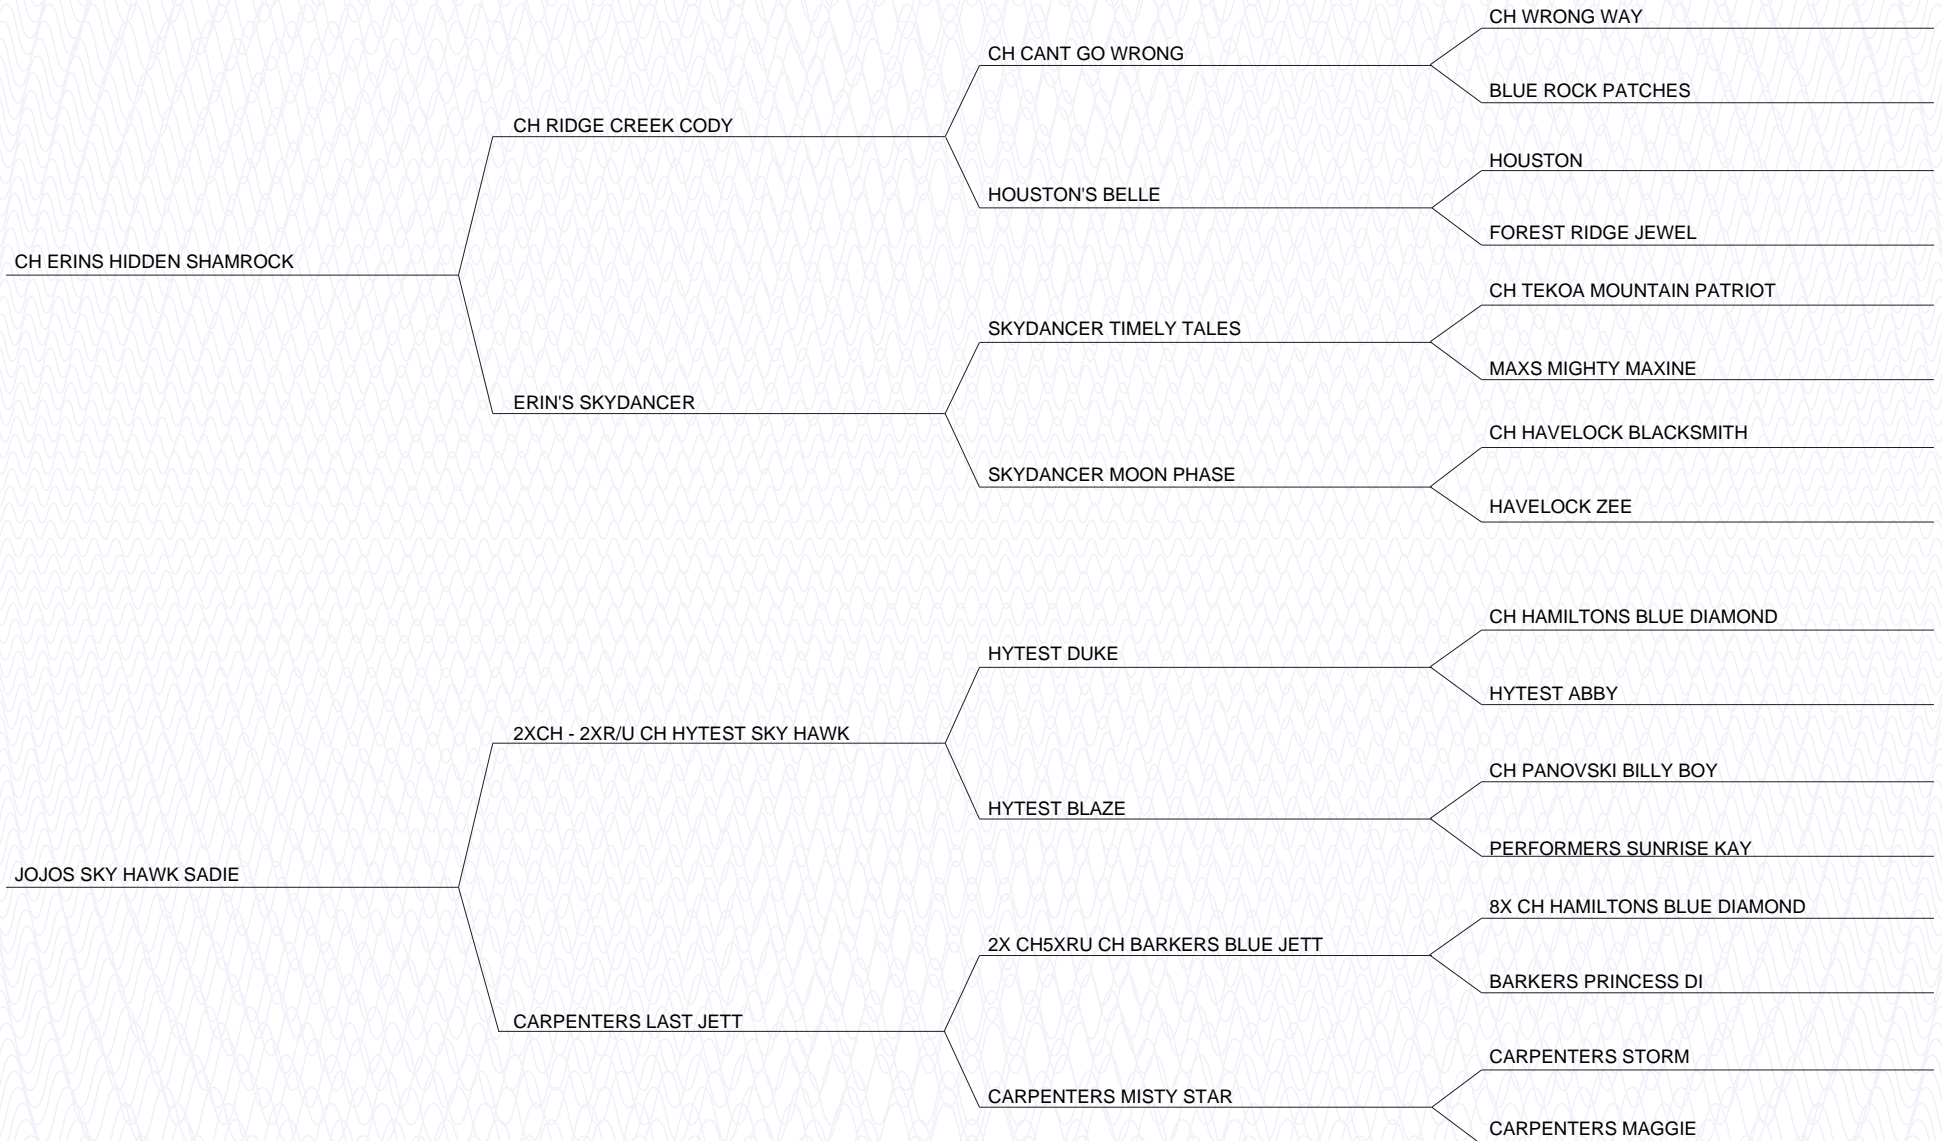 CH WRONG WAY
CH CANT GO WRONG
BLUE ROCK PATCHES
CH RIDGE CREEK CODY
HOUSTON
HOUSTON'S BELLE
FOREST RIDGE JEWEL
CH ERINS HIDDEN SHAMROCK
CH TEKOA MOUNTAIN PATRIOT
SKYDANCER TIMELY TALES
MAXS MIGHTY MAXINE
ERIN'S SKYDANCER
CH HAVELOCK BLACKSMITH
SKYDANCER MOON PHASE
HAVELOCK ZEE
CH HAMILTONS BLUE DIAMOND
HYTEST DUKE
HYTEST ABBY
2XCH - 2XR/U CH HYTEST SKY HAWK
CH PANOVSKI BILLY BOY
HYTEST BLAZE
PERFORMERS SUNRISE KAY
JOJOS SKY HAWK SADIE
8X CH HAMILTONS BLUE DIAMOND
2X CH5XRU CH BARKERS BLUE JETT
BARKERS PRINCESS DI
CARPENTERS LAST JETT
CARPENTERS STORM
CARPENTERS MISTY STAR
CARPENTERS MAGGIE